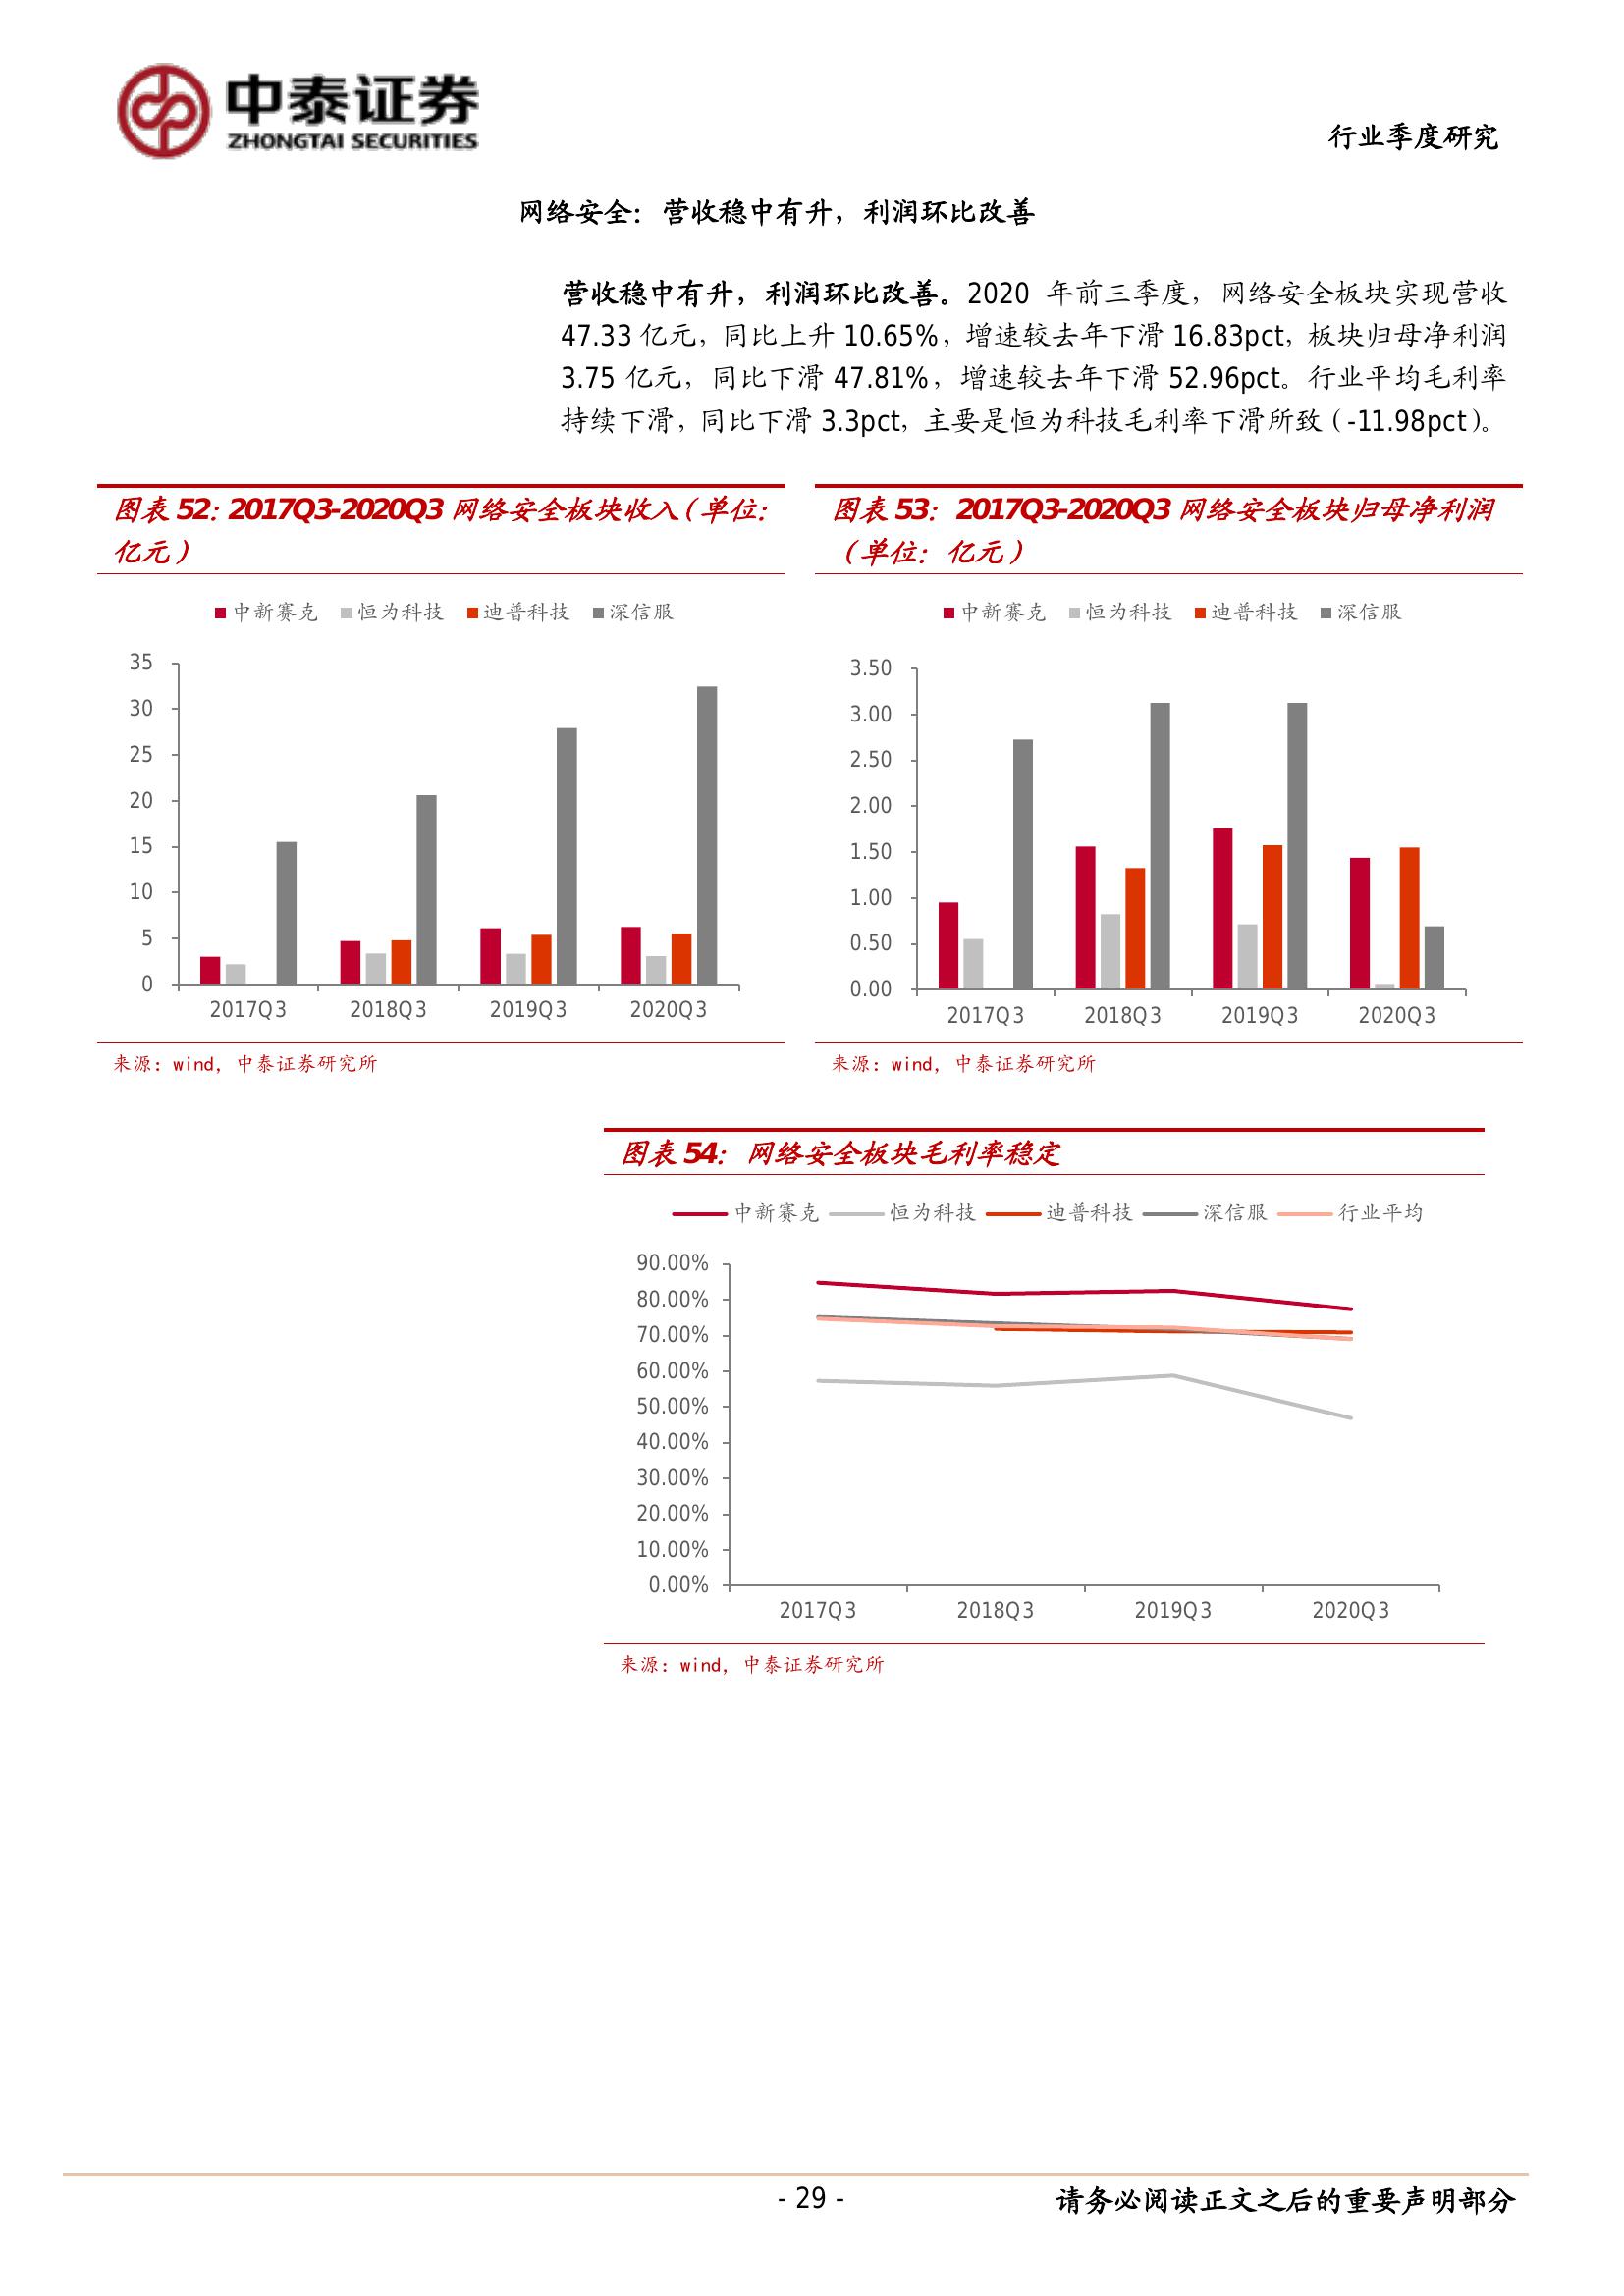 中泰证券
ZHONGTAI SECURITIES
行业季度研究
网络安全：营收稳中有升，利润环比改善
营收稳中有升，利润环比改善。2020 年前三季度，网络安全板块实现营收
47.33 亿元，同比上升 10.65%，增速较去年下滑 16.83pct，板块归母净利润
3.75 亿元，同比下滑 47.81%，增速较去年下滑 52.96pct。行业平均毛利率
持续下滑，同比下滑 3.3pct，主要是恒为科技毛利率下滑所致（-11.98pct）。
图表 52：2017Q3-2020Q3 网络安全板块收入（单位：
亿元）
中新赛克 恒为科技 迪普科技 深信服
35
30
25
20
15
10
5
0
2017Q3 2018Q3 2019Q3 2020Q3
来源：wind，中泰证券研究所
图表 53： 2017Q3-2020Q3 网络安全板块归母净利润
（单位：亿元）
中新赛克 恒为科技 迪普科技 深信服
3.50
3.00
2.50
2.00
1.50
1.00
0.50
0.00
2017Q3 2018Q3 2019Q3 2020Q3
来源：wind，中泰证券研究所
图表 54： 网络安全板块毛利率稳定
中新赛克 恒为科技 迪普科技 深信服 行业平均
90.00%
80.00%
70.00%
60.00%
50.00%
40.00%
30.00%
20.00%
10.00%
0.00%
2017Q3 2018Q3 2019Q3 2020Q3
来源：wind，中泰证券研究所
- 29 -
请务必阅读正文之后的重要声明部分